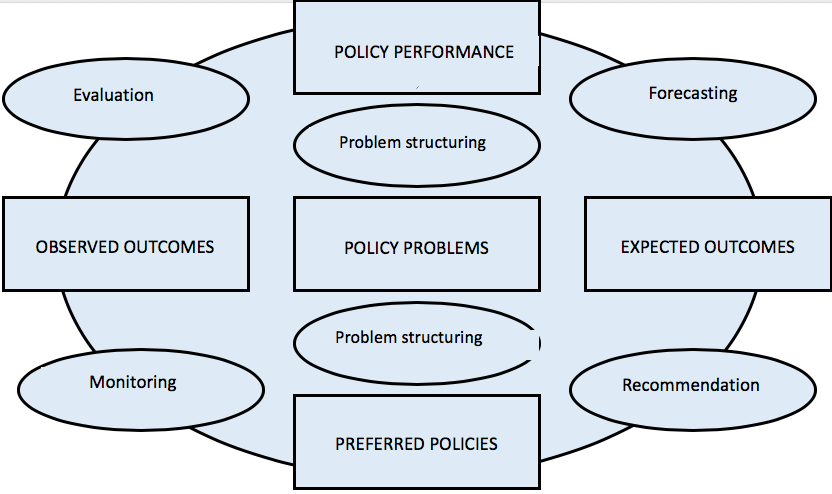 POLICY PERFORMANCE
Evaluation
Forecasting
Problem structuring
OBSERVED OUTCOMES
POLICY PROBLEMS
EXPECTED OUTCOMES
Problem structuring
Monitoring
Recommendation
PREFERRED POLICIES